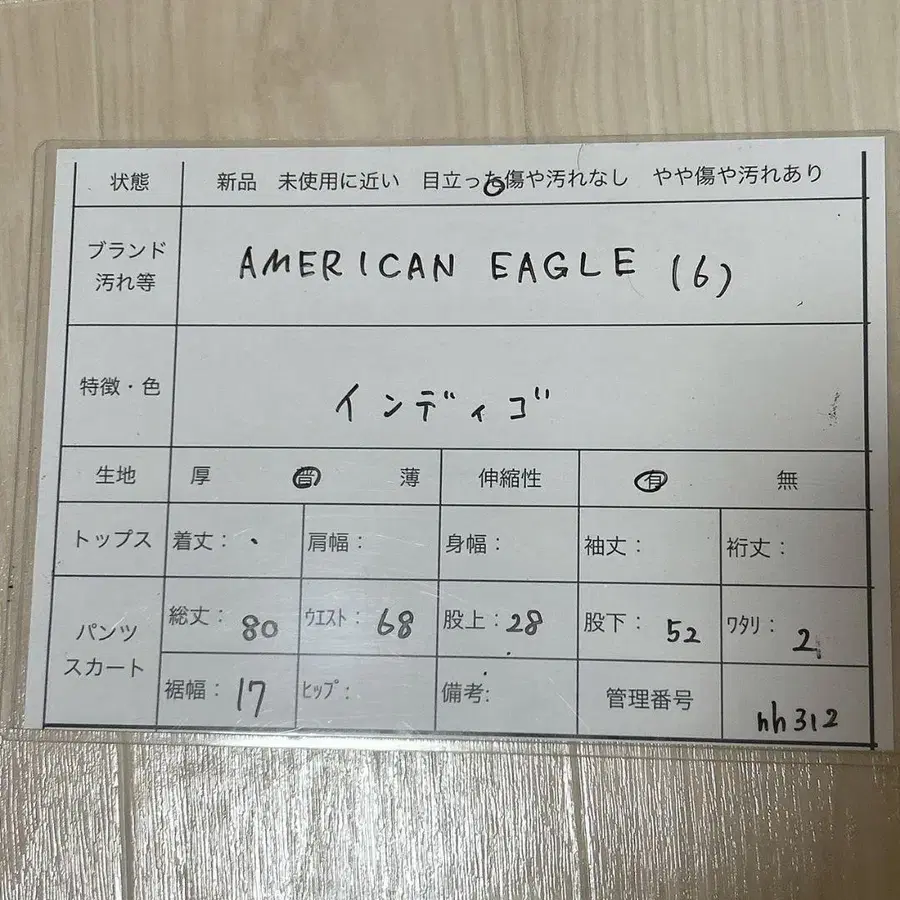 状態 新品 未使用に近い 目立った傷や汚れなし やや傷や汚れあり
ブランド
汚れ等
AMERICAN EAGLE (6)
特徴・色 インディゴ
生地 厚 普 薄 伸縮性 有 無
トップス 着丈: 肩幅: 身幅: 袖丈: 裄丈:
パンツ
スカート
総丈: 80 ウエスト: 68 股上: 28 股下: 52 ワタリ:
裾幅: 17 ヒップ: 備考: 管理番号 hh312